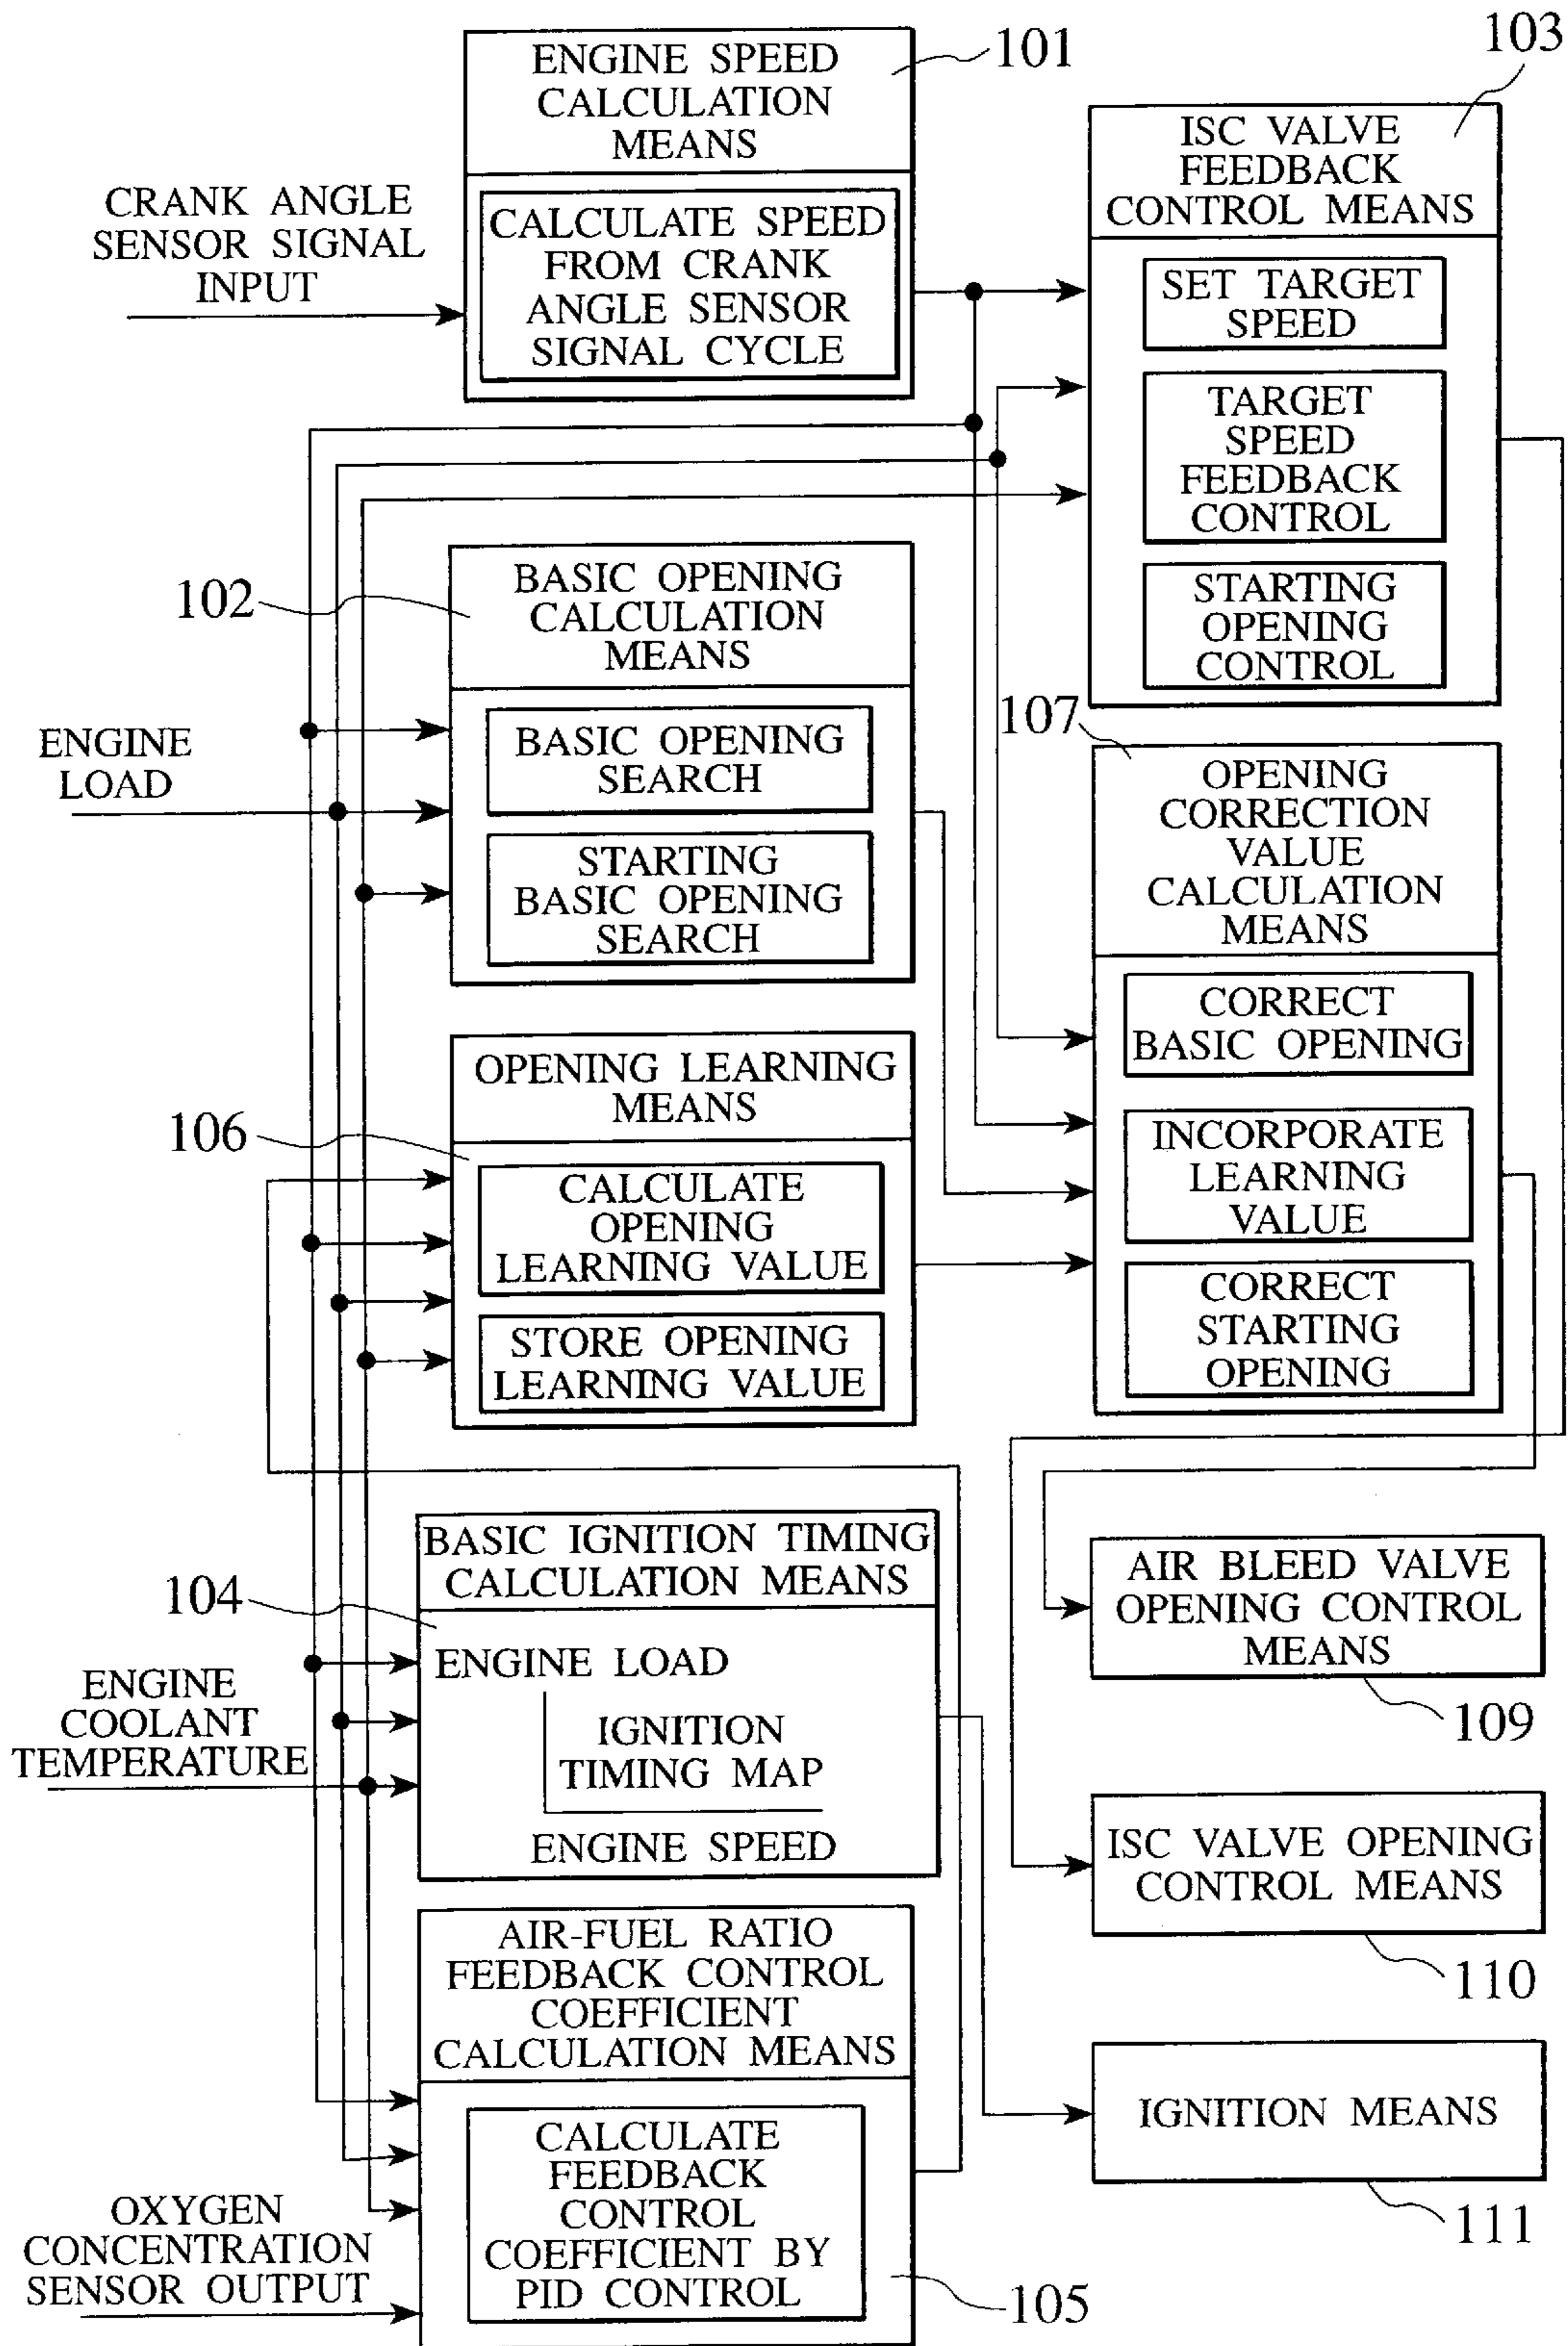 ENGINE SPEED
CALCULATION
MEANS
101
CALCULATE SPEED
FROM CRANK
ANGLE SENSOR
SIGNAL CYCLE
CRANK ANGLE
SENSOR SIGNAL
INPUT
103
ISC VALVE
FEEDBACK
CONTROL MEANS
SET TARGET
SPEED
TARGET
SPEED
FEEDBACK
CONTROL
STARTING
OPENING
CONTROL
102
BASIC OPENING
CALCULATION
MEANS
BASIC OPENING
SEARCH
STARTING
BASIC OPENING
SEARCH
ENGINE
LOAD
107
OPENING
CORRECTION
VALUE
CALCULATION
MEANS
CORRECT
BASIC OPENING
INCORPORATE
LEARNING
VALUE
CORRECT
STARTING
OPENING
106
OPENING LEARNING
MEANS
CALCULATE
OPENING
LEARNING VALUE
STORE OPENING
LEARNING VALUE
104
BASIC IGNITION TIMING
CALCULATION MEANS
ENGINE LOAD
IGNITION
TIMING MAP
ENGINE SPEED
ENGINE
COOLANT
TEMPERATURE
AIR BLEED VALVE
OPENING CONTROL
MEANS
109
ISC VALVE OPENING
CONTROL MEANS
110
AIR-FUEL RATIO
FEEDBACK CONTROL
COEFFICIENT
CALCULATION MEANS
CALCULATE
FEEDBACK
CONTROL
COEFFICIENT BY
PID CONTROL
105
OXYGEN
CONCENTRATION
SENSOR OUTPUT
IGNITION MEANS
111